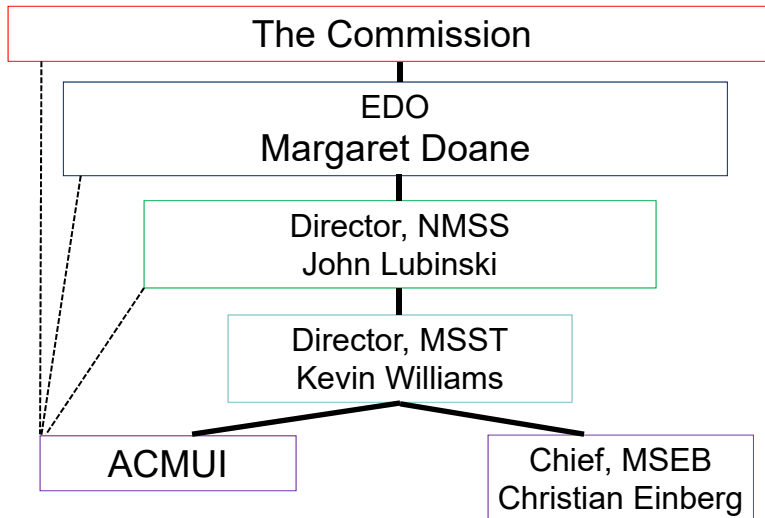 The Commission
EDO
Margaret Doane
Director, NMSS
John Lubinski
Director, MSST
Kevin Williams
ACMUI
Chief, MSEB
Christian Einberg